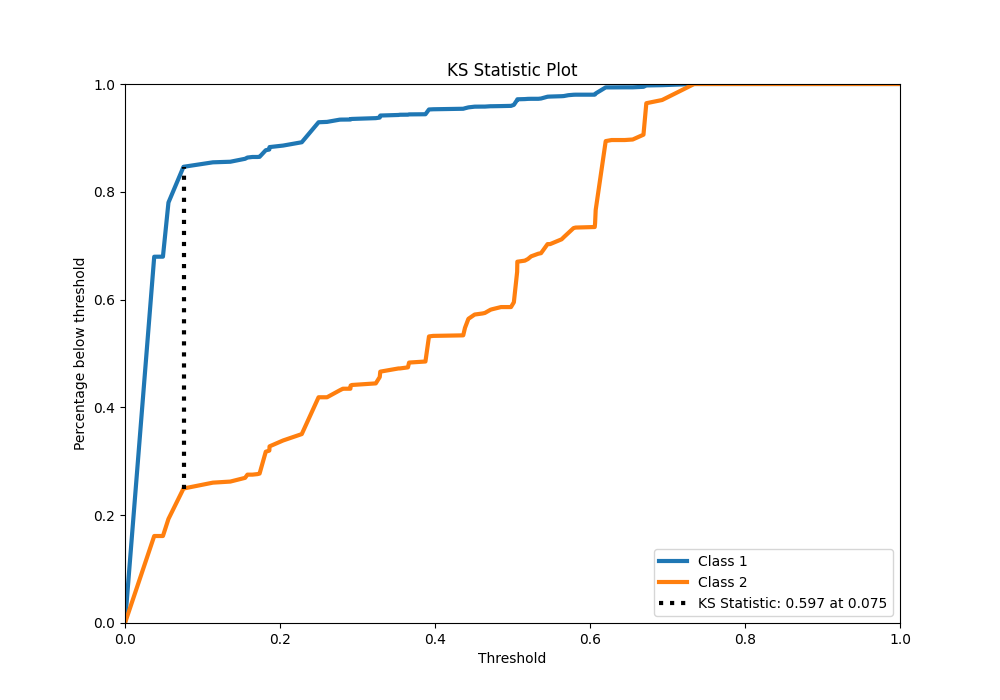 KS Statistic Plot
1.0
0.8
0.6
0.4
0.2
0.0
Percentage below threshold
Class 1
Class 2
KS Statistic: 0.597 at 0.075
0.0 0.2 0.4 0.6 0.8 1.0
Threshold